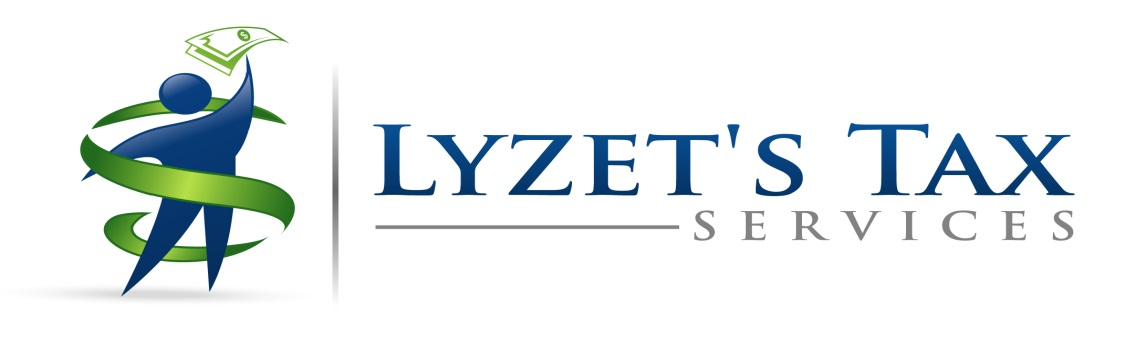 $
LYZET'S TAX
SERVICES